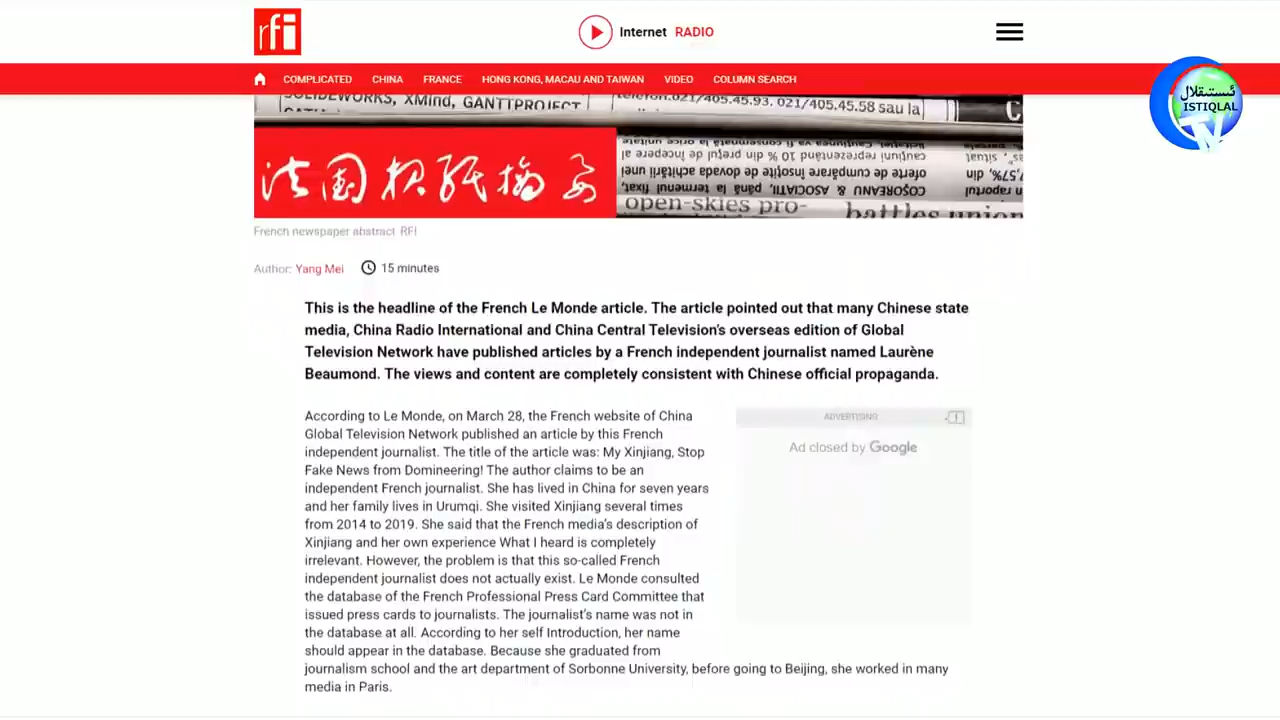 rfi
Internet RADIO
COMPLICATED CHINA FRANCE HONG KONG, MACAU AND TAIWAN VIDEO COLUMN SEARCH
ئىستىقلال
ISTIQLAL
TV
XMind, GANTTPROJECT
telefon.021/405.45.93, 021/405.45.58 sau la
法国报纸摘要
oferte de cumpărare însoţite de dovada achitării unei
COŞOREANU & ASOCIAŢII, până la termenul fixat,
open-skies pro-
battles union
French newspaper abstract RFI
Author: Yang Mei 15 minutes
This is the headline of the French Le Monde article. The article pointed out that many Chinese state
media, China Radio International and China Central Television's overseas edition of Global
Television Network have published articles by a French independent journalist named Laurène
Beaumond. The views and content are completely consistent with Chinese official propaganda.
According to Le Monde, on March 28, the French website of China
Global Television Network published an article by this French
independent journalist. The title of the article was: My Xinjiang, Stop
Fake News from Domineering! The author claims to be an
independent French journalist. She has lived in China for seven years
and her family lives in Urumqi. She visited Xinjiang several times
from 2014 to 2019. She said that the French media's description of
Xinjiang and her own experience What I heard is completely
irrelevant. However, the problem is that this so-called French
independent journalist does not actually exist. Le Monde consulted
the database of the French Professional Press Card Committee that
issued press cards to journalists. The journalist's name was not in
the database at all. According to her self Introduction, her name
should appear in the database. Because she graduated from
journalism school and the art department of Sorbonne University, before going to Beijing, she worked in many
media in Paris.
ADVERTISING
Ad closed by Google